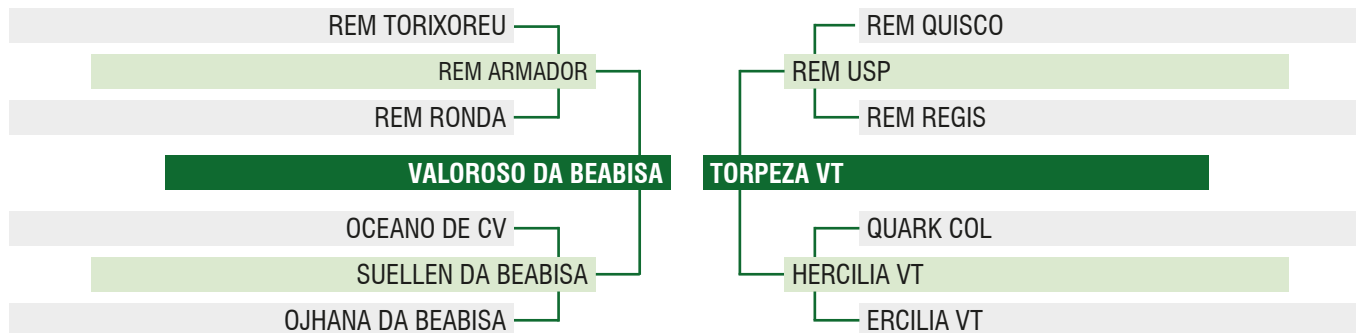 REM TORIXOREU
REM QUISCO
REM ARMADOR
REM USP
REM RONDA
REM REGIS
VALOROSO DA BEABISA
TORPEZA VT
OCEANO DE CV
QUARK COL
SUELLEN DA BEABISA
HERCILIA VT
OJHANA DA BEABISA
ERCILIA VT